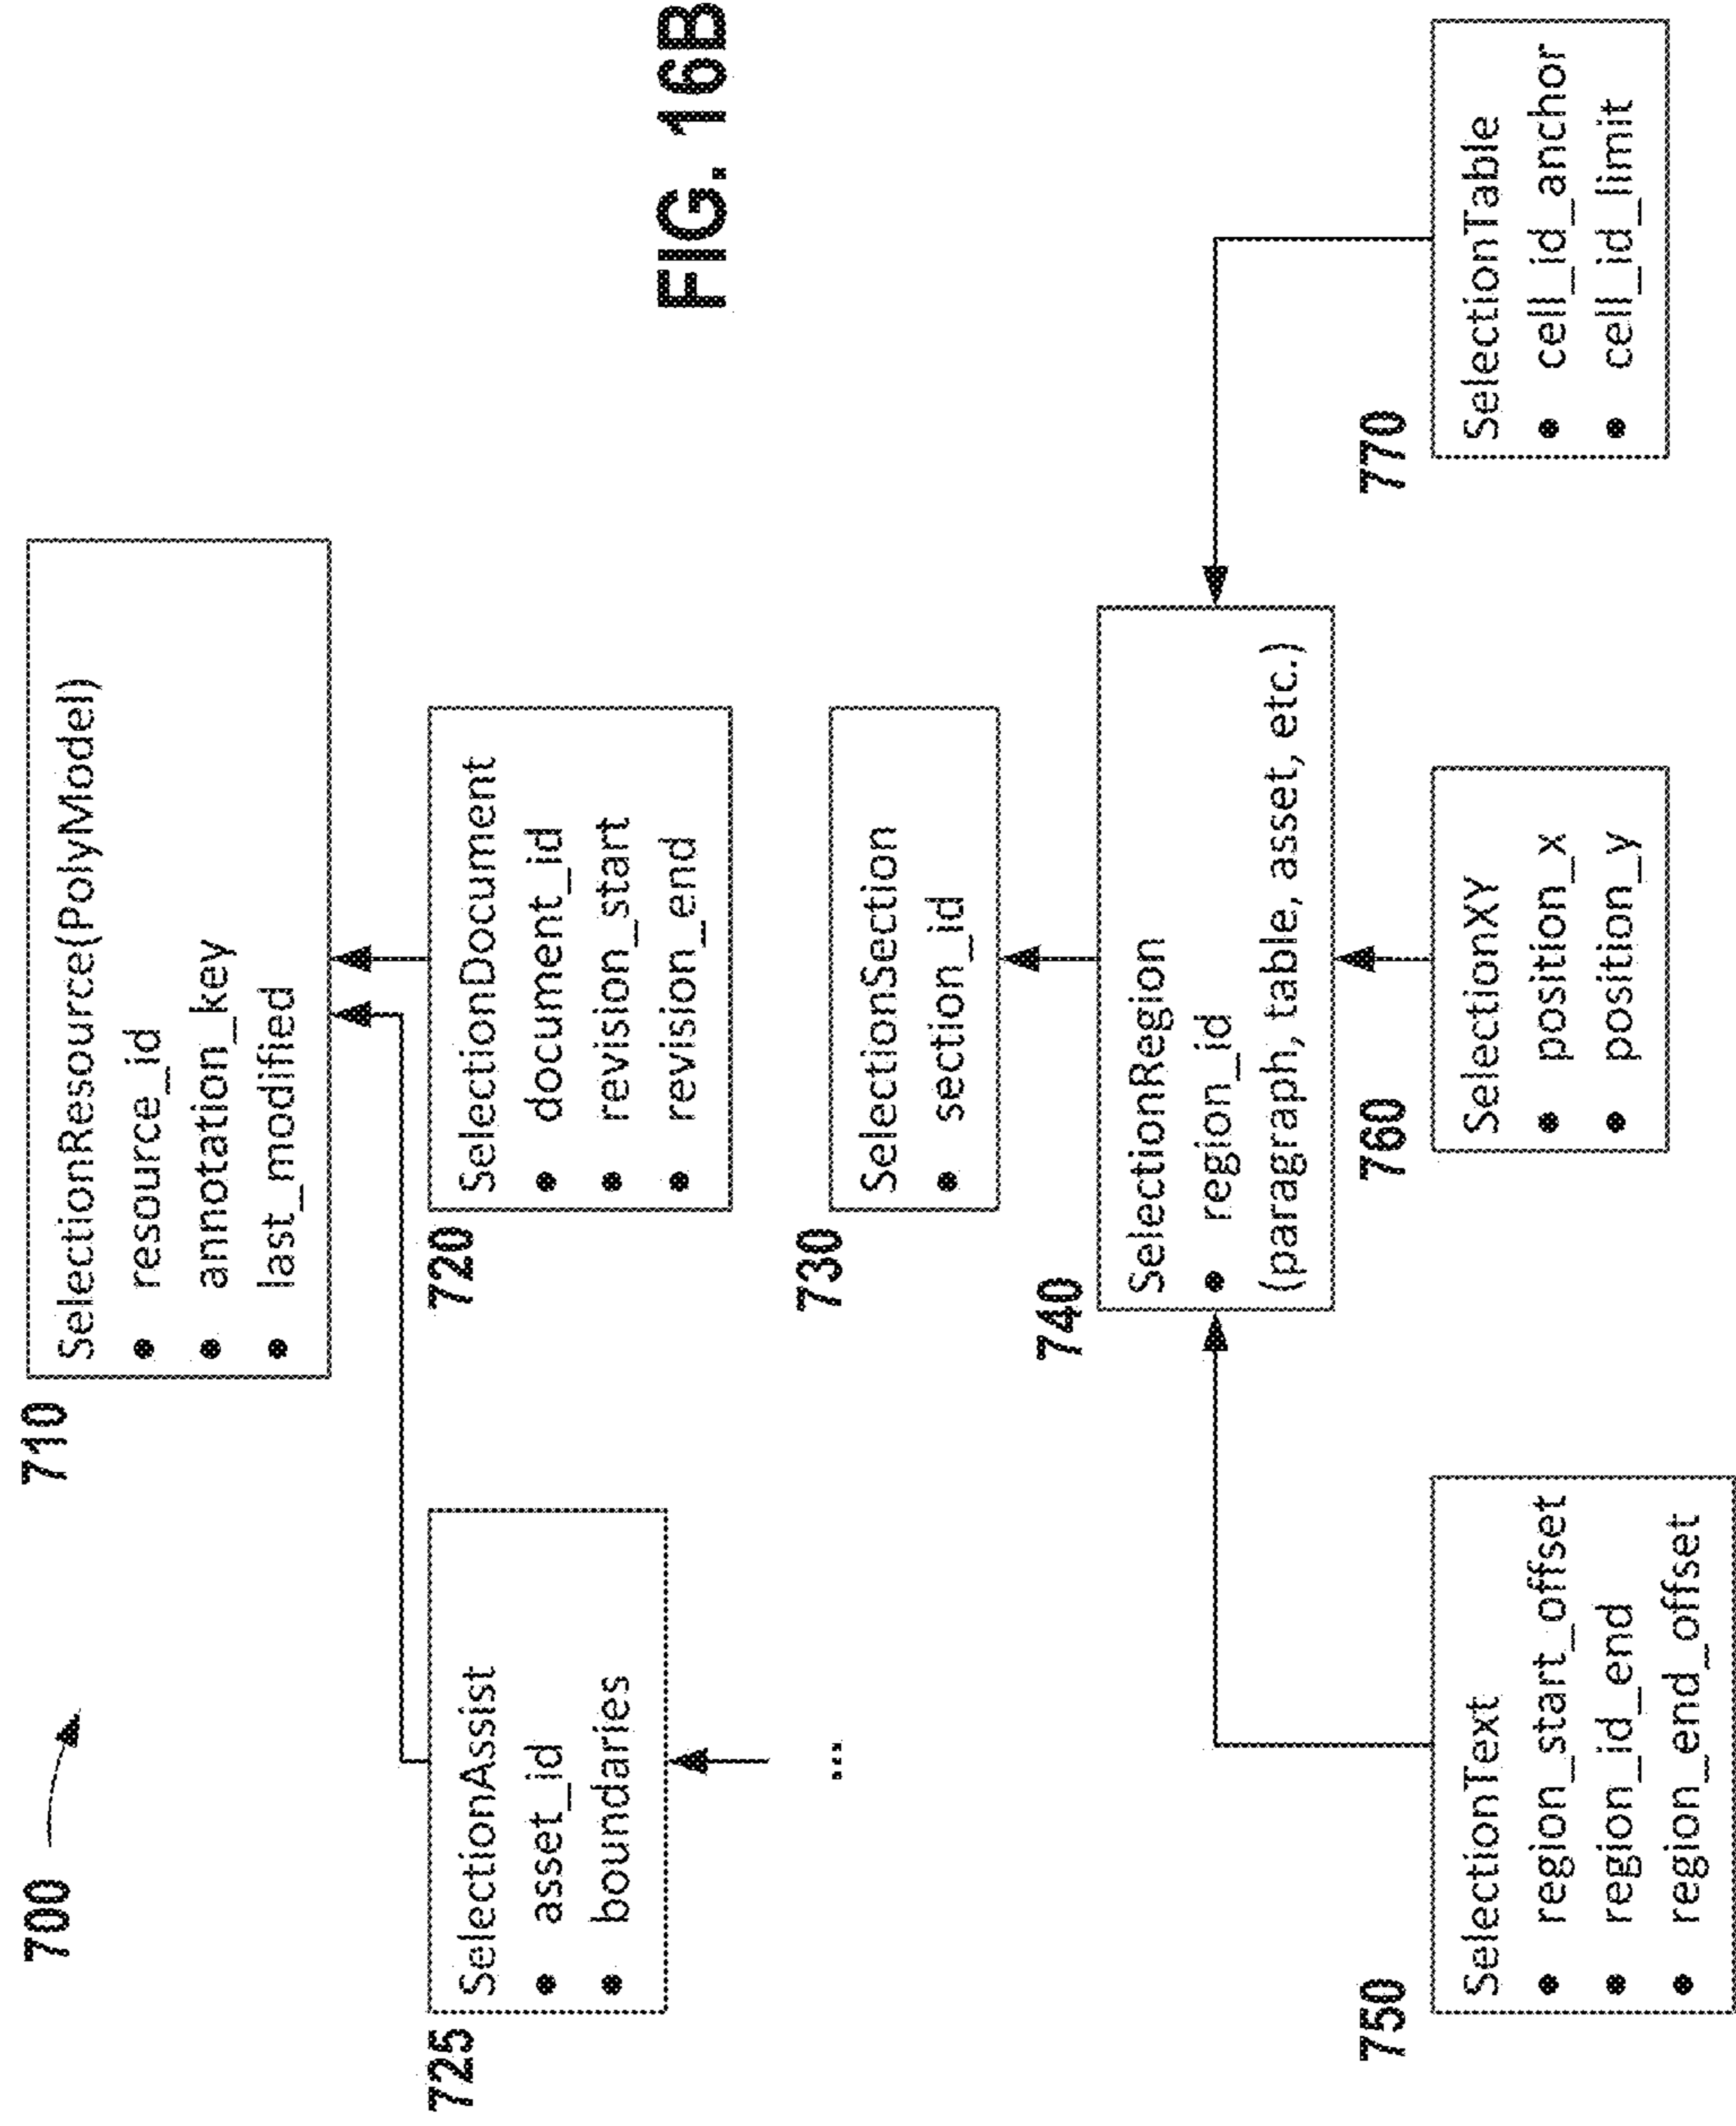 700
710
SelectionResource(PolyModel)
• resource_id
• annotation_key
• last_modified
725
SelectionAssist
• asset_id
• boundaries
...
720
SelectionDocument
• document_id
• revision_start
• revision_end
730
SelectionSection
• section_id
740
SelectionRegion
• region_id
(paragraph, table, asset, etc.)
750
SelectionText
• region_start_offset
• region_id_end
• region_end_offset
760
SelectionXY
• position_x
• position_y
770
SelectionTable
• cell_id_anchor
• cell_id_limit
FIG. 16B